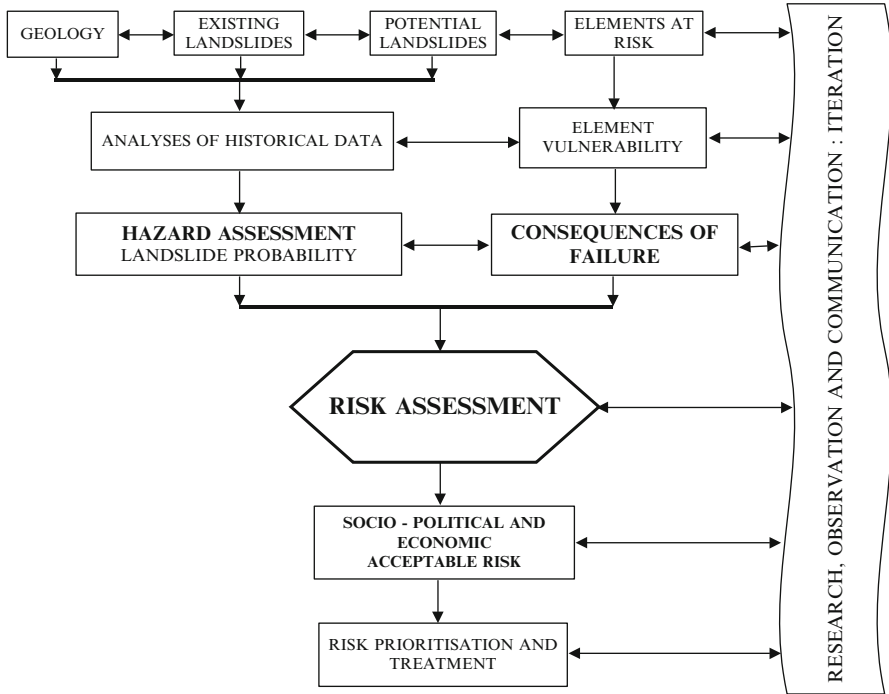 GEOLOGY
EXISTING
LANDSLIDES
POTENTIAL
LANDSLIDES
ELEMENTS AT
RISK
ANALYSES OF HISTORICAL DATA
ELEMENT
VULNERABILITY
HAZARD ASSESSMENT
LANDSLIDE PROBABILITY
CONSEQUENCES OF
FAILURE
RISK ASSESSMENT
SOCIO - POLITICAL AND
ECONOMIC
ACCEPTABLE RISK
RISK PRIORITISATION AND
TREATMENT
RESEARCH, OBSERVATION AND COMMUNICATION : ITERATION